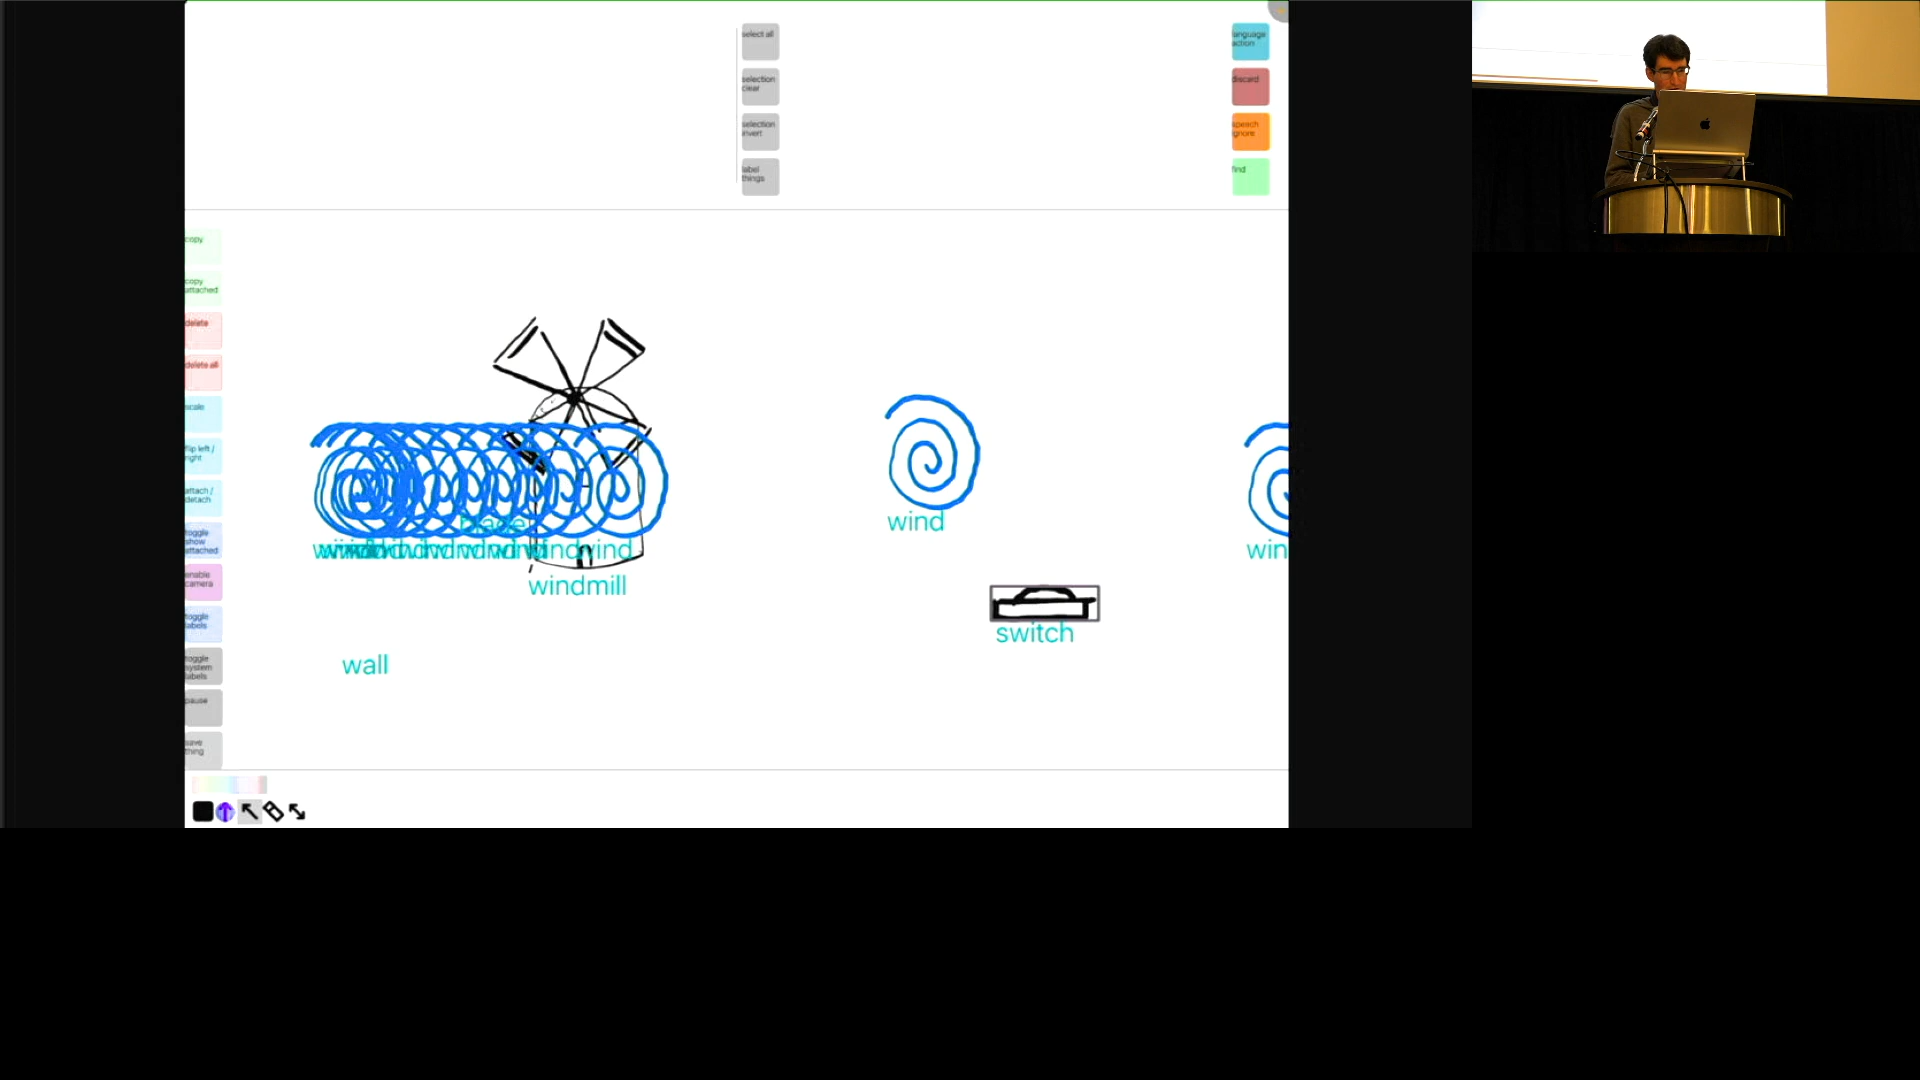 select all
selection
clear
selection
invert
label
things
language
action
discard
speech
ignore
find
copy
copy
attached
delete
delete all
scale
flip left /
right
attach /
detach
toggle
show
attached
enable
camera
toggle
labels
toggle
system
labels
pause
save
thing
blade
wind
windmill
wind
win
switch
wall